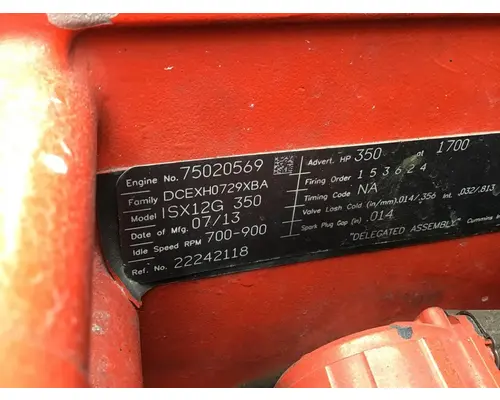 Engine No. 75020569
Family DCEXH0729XBA
Model ISX12G 350
Date of Mfg. 07/13
Idle Speed RPM 700-900
Ref. No. 22242118
Advert. HP 350 at 1700
Firing Order 153624
Timing Code NA
Valve Lash Cold (in/mm) .014/.356 Int. .032/.813
Spark Plug Gap (in.) .014
"DELEGATED ASSEMBLY" Cummins